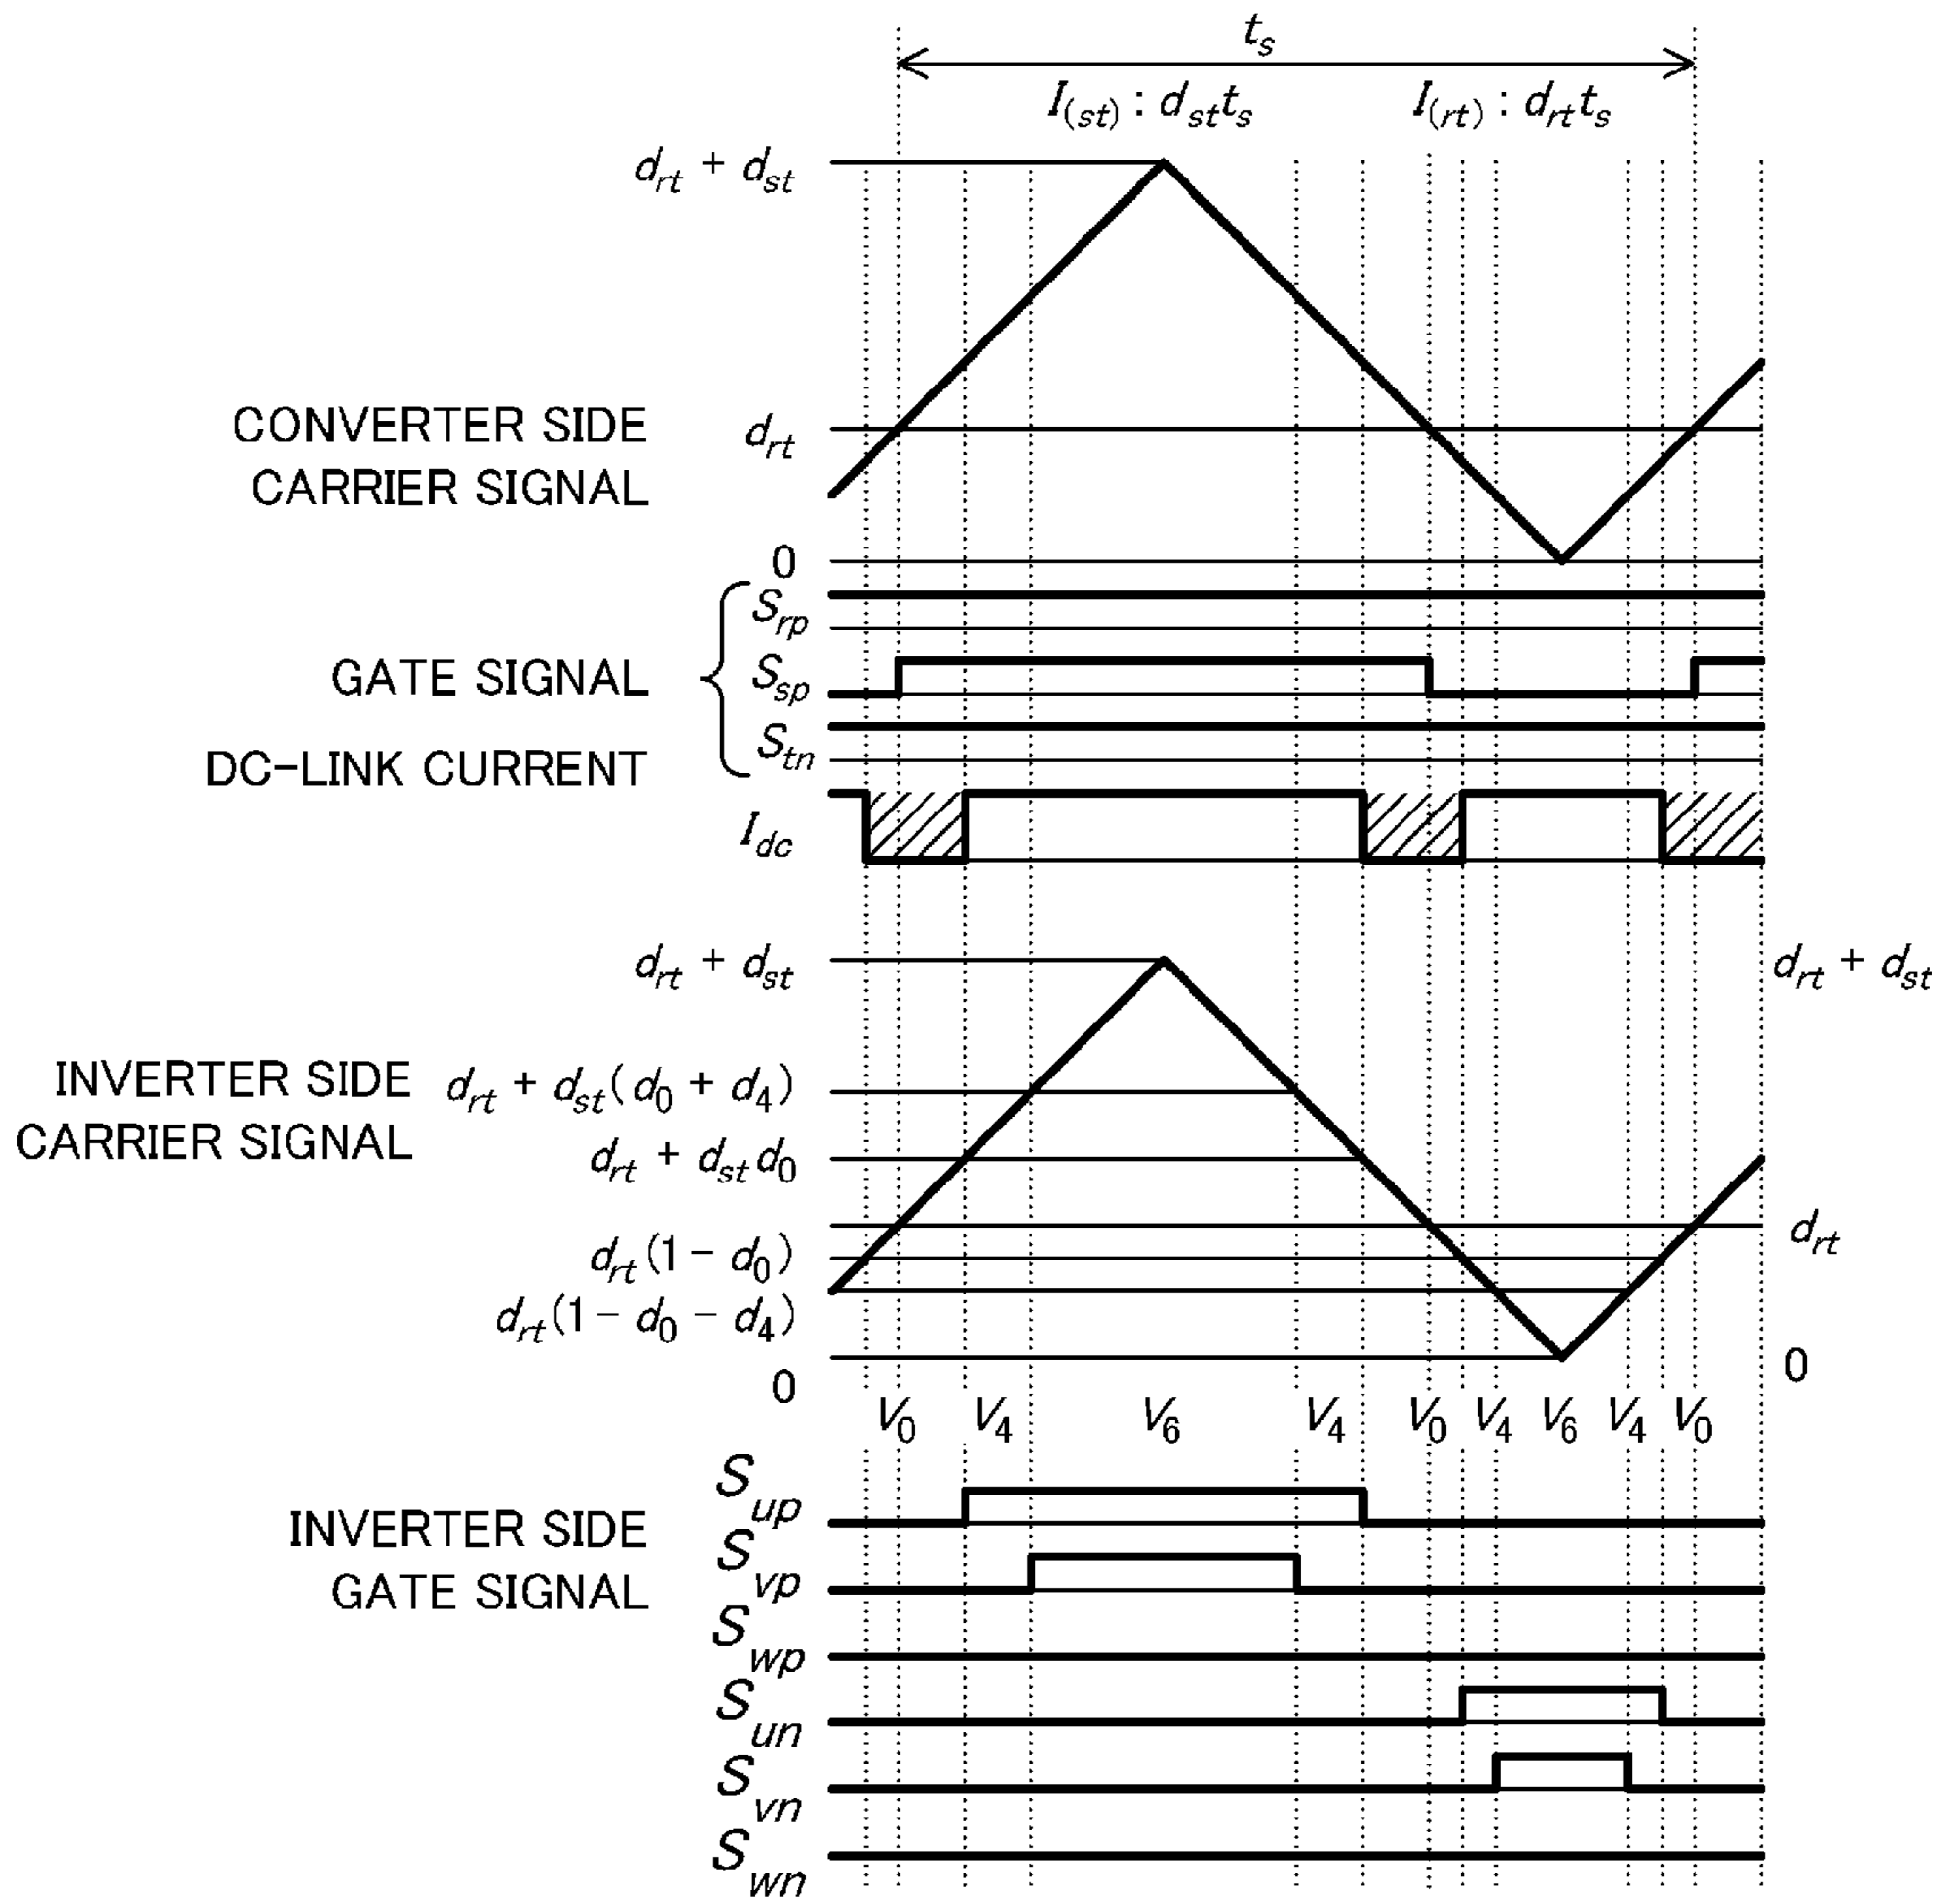 t_s
I_(st) : d_st t_s
I_(rt) : d_rt t_s
d_rt + d_st
CONVERTER SIDE
CARRIER SIGNAL
d_rt
0
GATE SIGNAL
S_rp
S_sp
S_tn
DC-LINK CURRENT
I_dc
d_rt + d_st
d_rt + d_st
INVERTER SIDE
CARRIER SIGNAL
d_rt + d_st(d_0 + d_4)
d_rt + d_st d_0
d_rt
d_rt(1 - d_0)
d_rt(1 - d_0 - d_4)
0
0
V_0 V_4 V_6 V_4 V_0 V_4 V_6 V_4 V_0
INVERTER SIDE
GATE SIGNAL
S_up
S_vp
S_wp
S_un
S_vn
S_wn